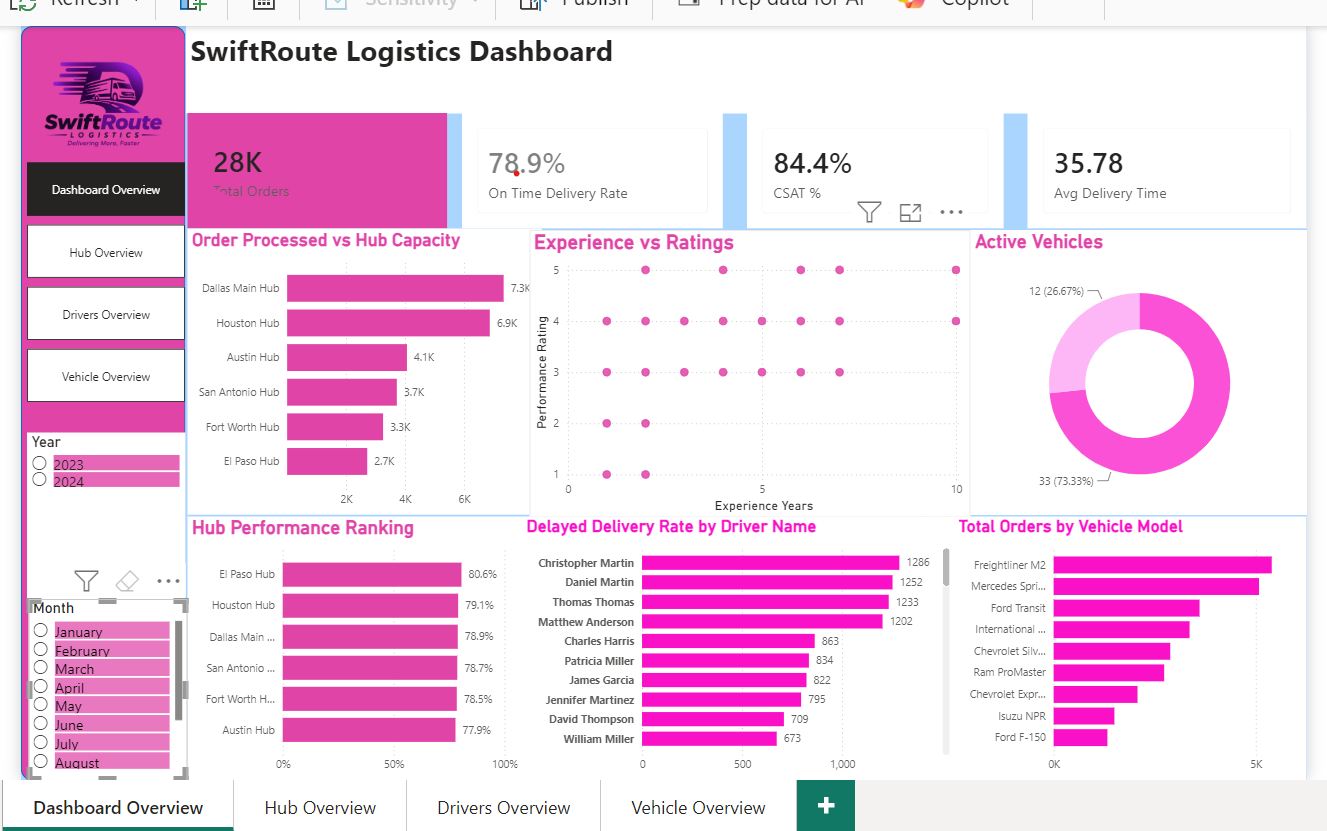 Refresh
Sensitivity
Publish
Prep data for AI
Copilot
SwiftRoute
LOGISTICS
Delivering More, Faster
SwiftRoute Logistics Dashboard
Dashboard Overview
Hub Overview
Drivers Overview
Vehicle Overview
28K
Total Orders
78.9%
On Time Delivery Rate
84.4%
CSAT %
35.78
Avg Delivery Time
Order Processed vs Hub Capacity
Dallas Main Hub 7.3K
Houston Hub 6.9K
Austin Hub 4.1K
San Antonio Hub 3.7K
Fort Worth Hub 3.3K
El Paso Hub 2.7K
2K 4K 6K
Experience vs Ratings
Performance Rating
5
4
3
2
1
0 5 10
Experience Years
Active Vehicles
12 (26.67%)
33 (73.33%)
Year
2023
2024
Month
January
February
March
April
May
June
July
August
Hub Performance Ranking
El Paso Hub 80.6%
Houston Hub 79.1%
Dallas Main ... 78.9%
San Antonio ... 78.7%
Fort Worth H... 78.5%
Austin Hub 77.9%
0% 50% 100%
Delayed Delivery Rate by Driver Name
Christopher Martin 1286
Daniel Martin 1252
Thomas Thomas 1233
Matthew Anderson 1202
Charles Harris 863
Patricia Miller 834
James Garcia 822
Jennifer Martinez 795
David Thompson 709
William Miller 673
0 500 1,000
Total Orders by Vehicle Model
Freightliner M2
Mercedes Spri...
Ford Transit
International ...
Chevrolet Silv...
Ram ProMaster
Chevrolet Expr...
Isuzu NPR
Ford F-150
0K 5K
Dashboard Overview
Hub Overview
Drivers Overview
Vehicle Overview